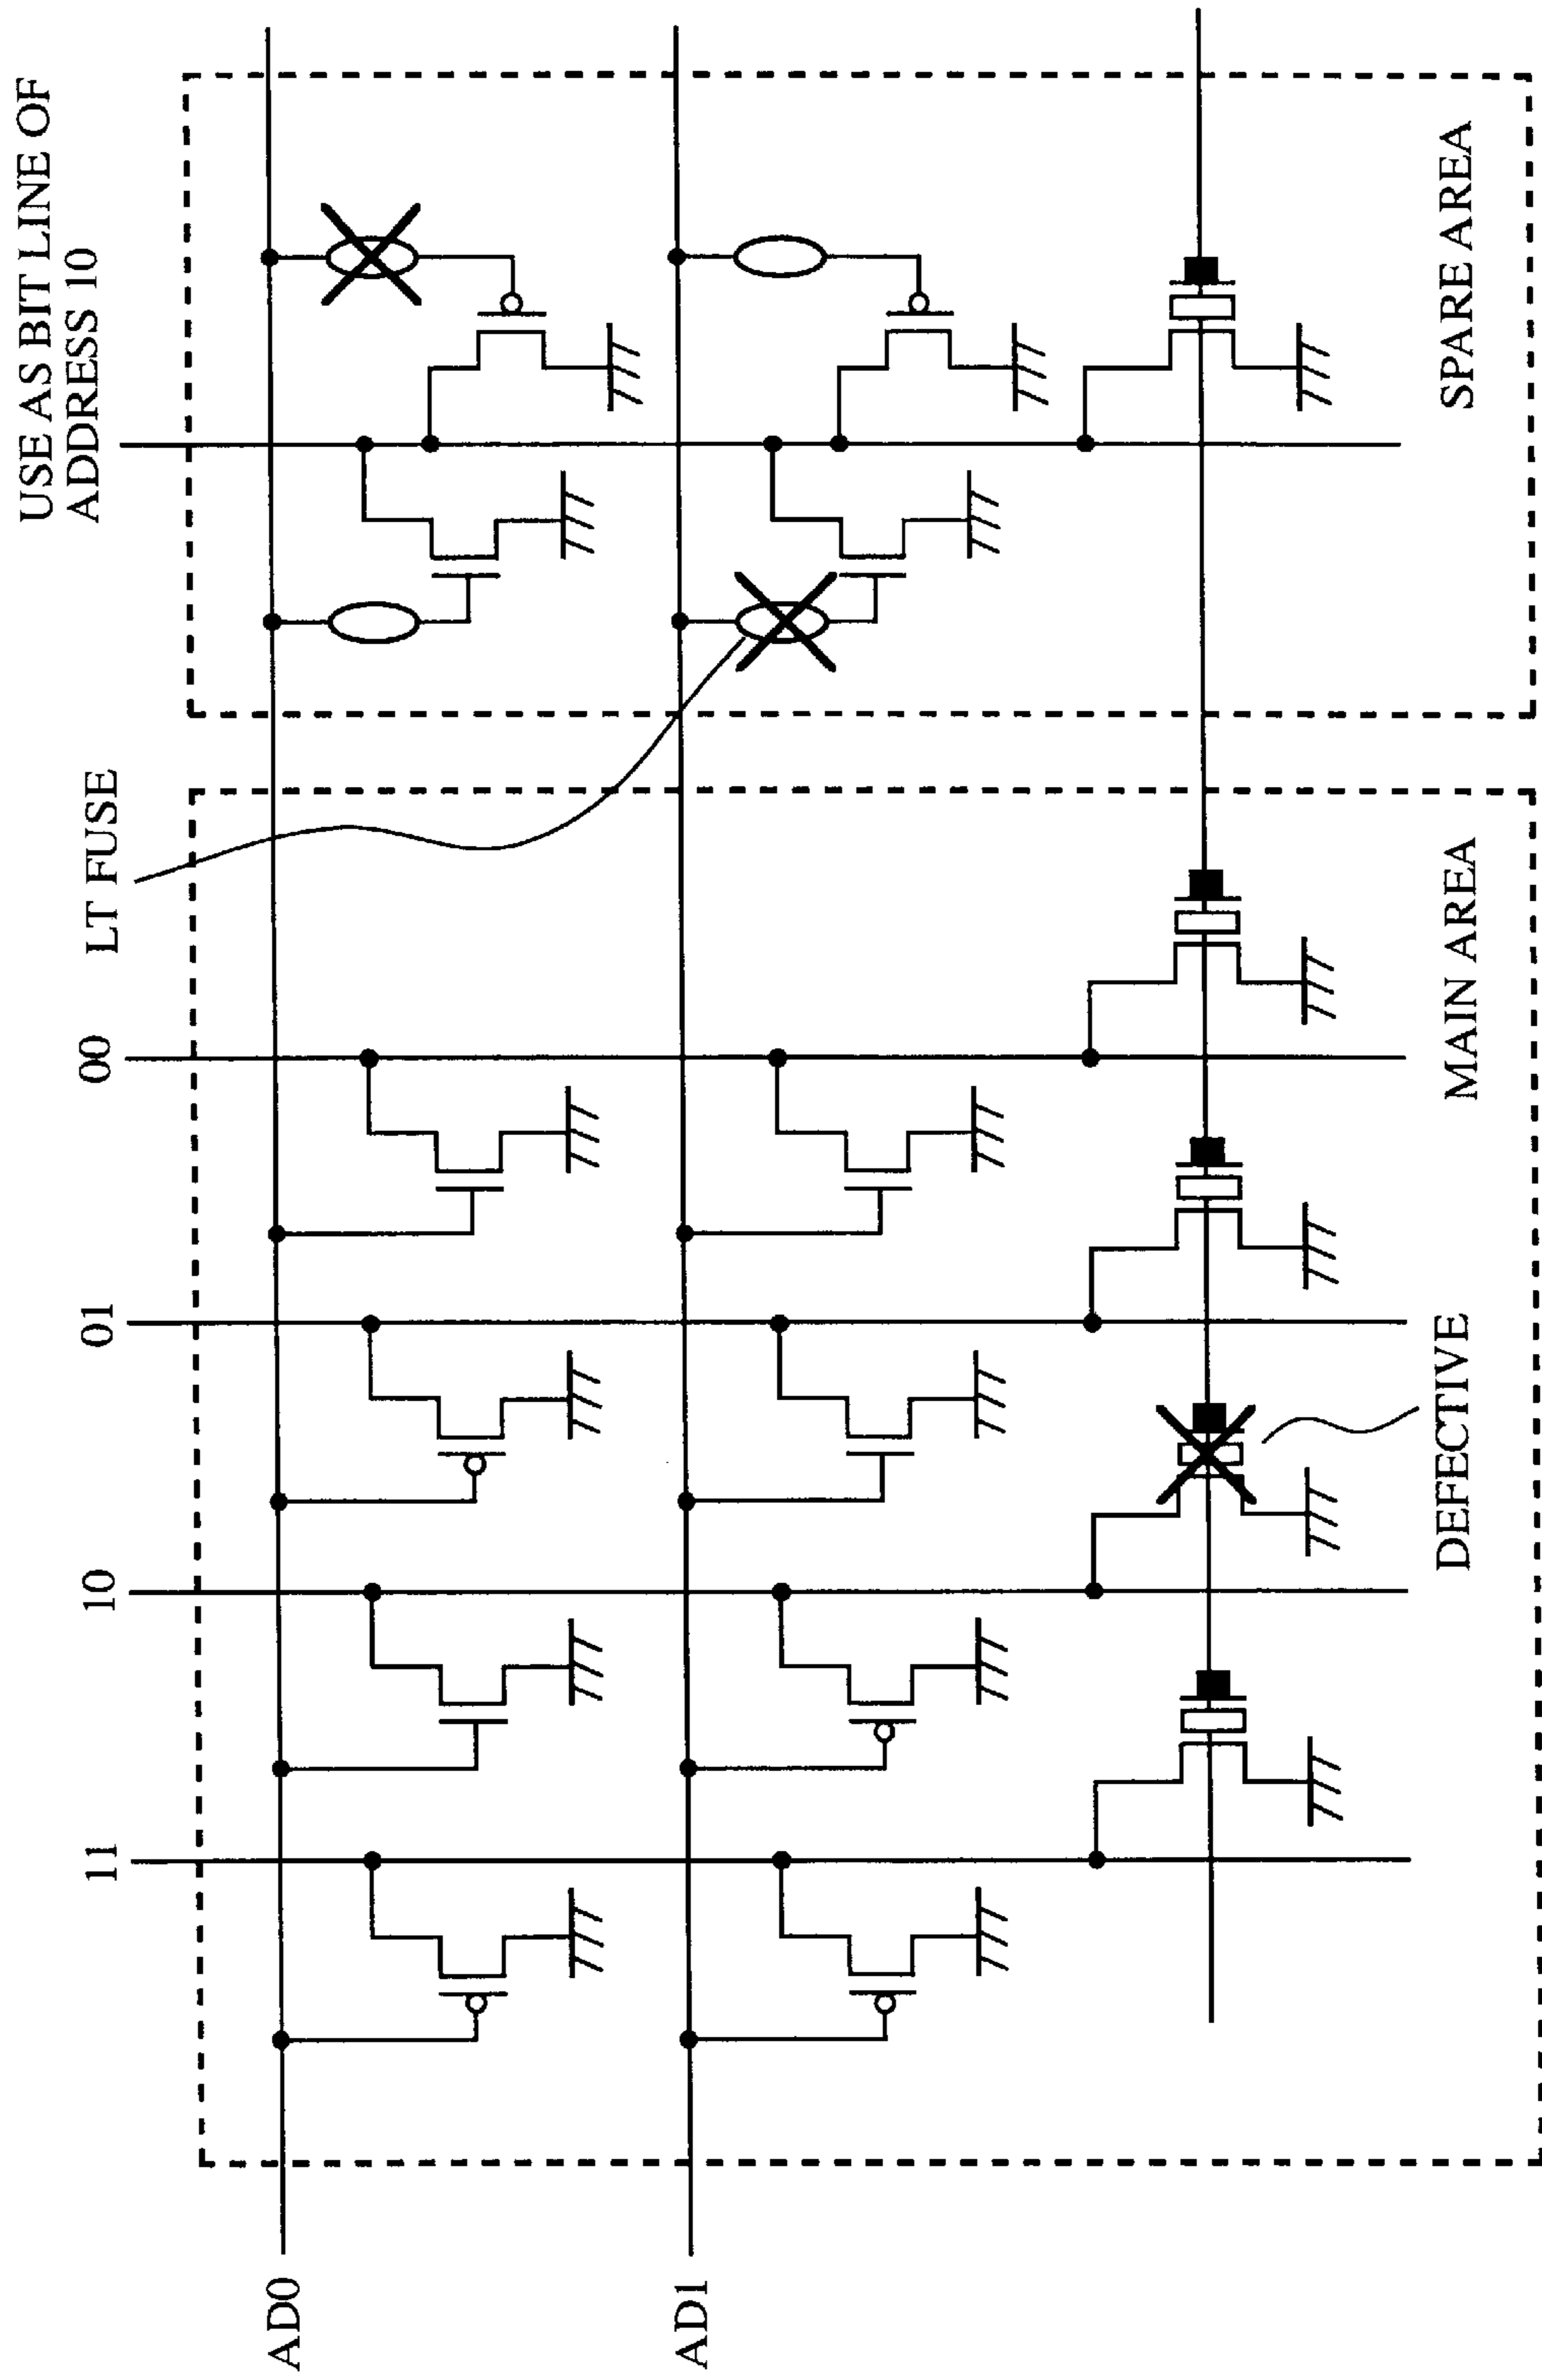 AD0
AD1
11
10
01
00
LT FUSE
USE AS BIT LINE OF
ADDRESS 10
DEFECTIVE
MAIN AREA
SPARE AREA